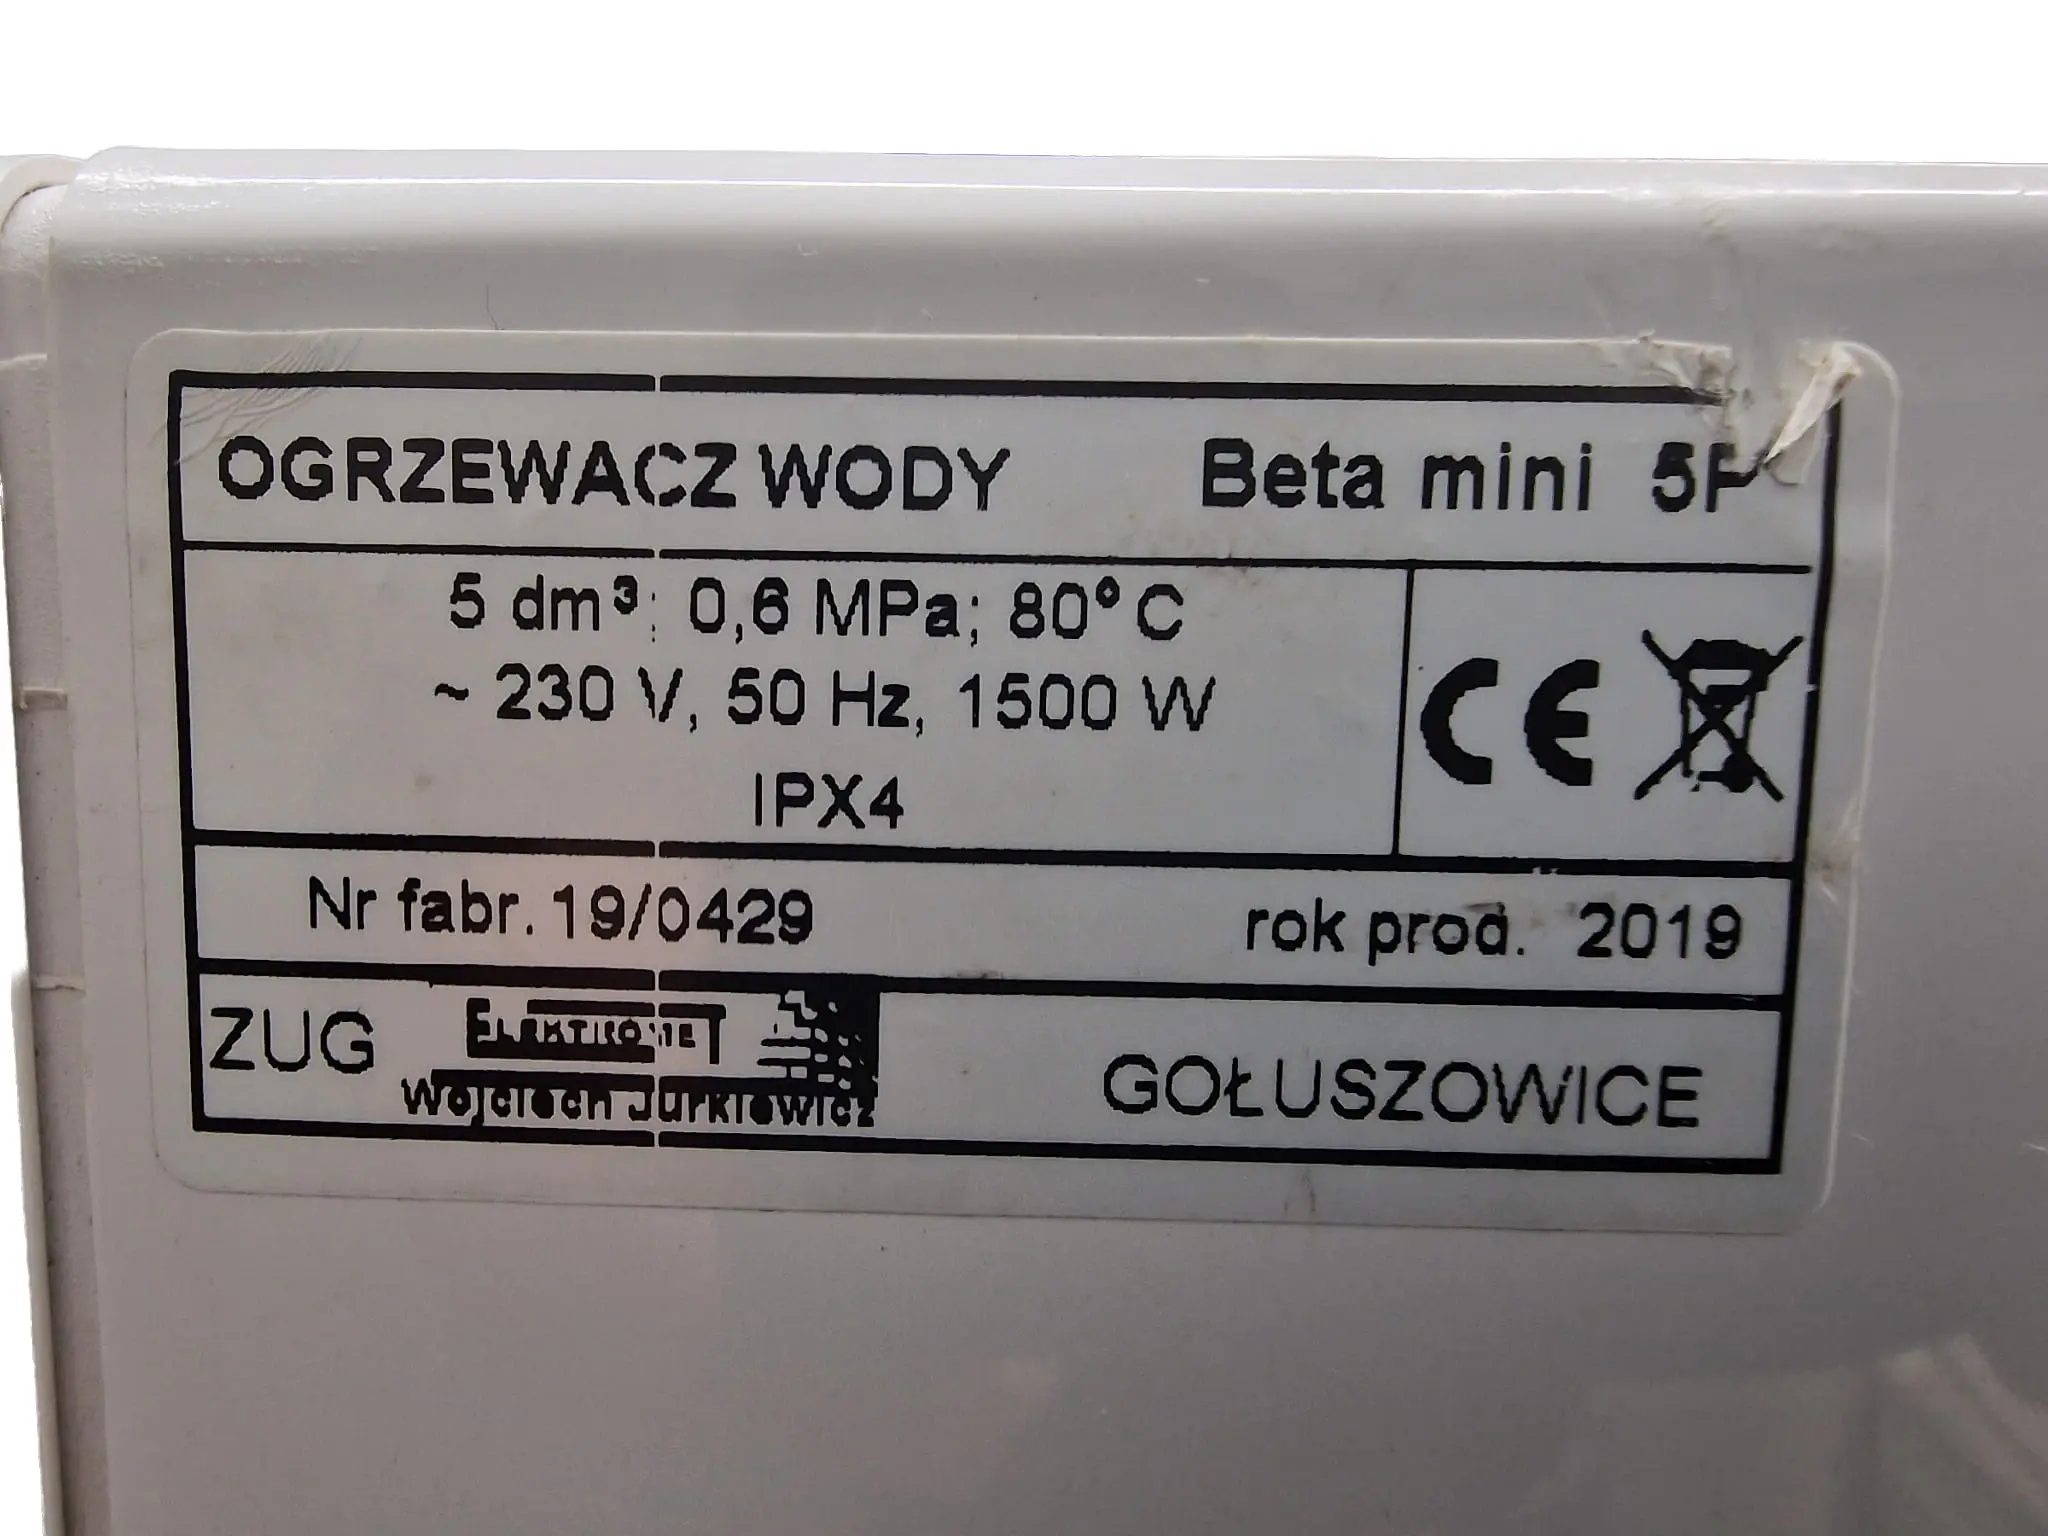 OGRZEWACZ WODY Beta mini 5P
5 dm³; 0,6 MPa; 80°C
~ 230 V, 50 Hz, 1500 W
IPX4
CE
Nr fabr. 19/0429 rok prod. 2019
ZUG ELEKTROMET GOŁUSZOWICE
Wojciech Jurkiewicz